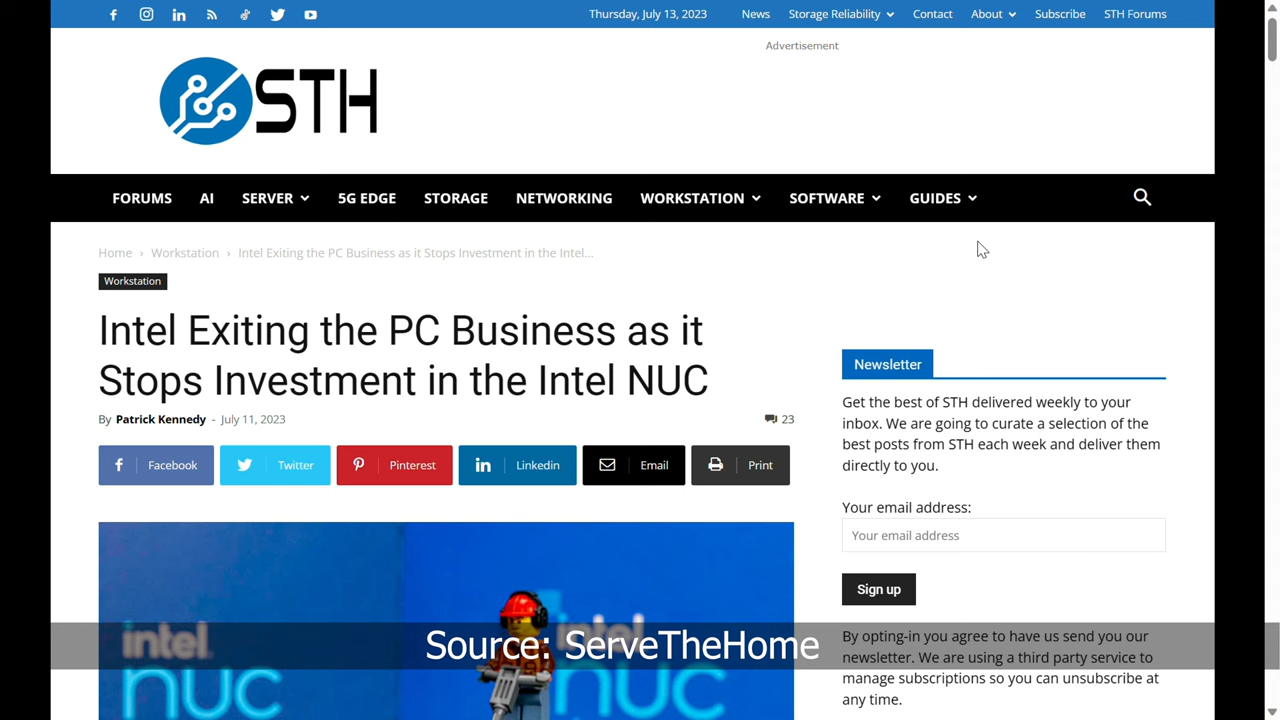 Thursday, July 13, 2023
News
Storage Reliability
Contact
About
Subscribe
STH Forums
Advertisement
STH
FORUMS
AI
SERVER
5G EDGE
STORAGE
NETWORKING
WORKSTATION
SOFTWARE
GUIDES
Home › Workstation › Intel Exiting the PC Business as it Stops Investment in the Intel...
Workstation
Intel Exiting the PC Business as it
Stops Investment in the Intel NUC
By Patrick Kennedy - July 11, 2023
23
Facebook
Twitter
Pinterest
Linkedin
Email
Print
Newsletter
Get the best of STH delivered weekly to your
inbox. We are going to curate a selection of the
best posts from STH each week and deliver them
directly to you.
Your email address:
Your email address
Sign up
By opting-in you agree to have us send you our
newsletter. We are using a third party service to
manage subscriptions so you can unsubscribe at
any time.
intel
nuc
intel
nuc
Source: ServeTheHome